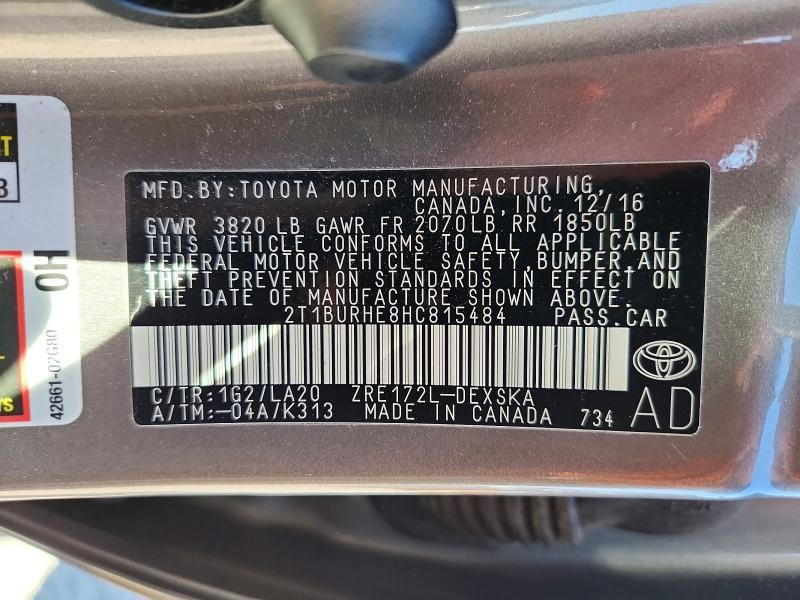 MFD.BY:TOYOTA MOTOR MANUFACTURING,
CANADA, INC. 12/16
GVWR 3820 LB GAWR FR 2070LB RR 1850LB
THIS VEHICLE CONFORMS TO ALL APPLICABLE
FEDERAL MOTOR VEHICLE SAFETY, BUMPER, AND
THEFT PREVENTION STANDARDS IN EFFECT ON
THE DATE OF MANUFACTURE SHOWN ABOVE.
2T1BURHE8HC815484 PASS.CAR
C/TR:1G2/LA20 ZRE172L-DEXSKA
A/TM:-04A/K313 MADE IN CANADA 734
AD
OH
42661-02G80
3